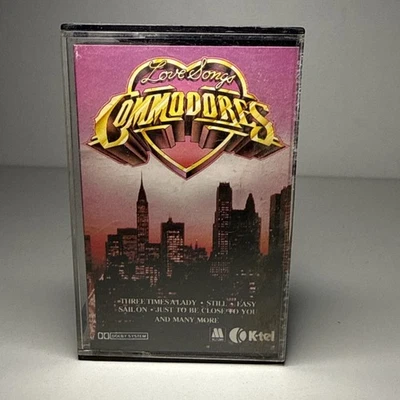 Love Songs
COMMODORES
THREE TIMES A LADY • STILL • EASY
SAIL ON • JUST TO BE CLOSE TO YOU
AND MANY MORE
DOLBY SYSTEM
M K-tel